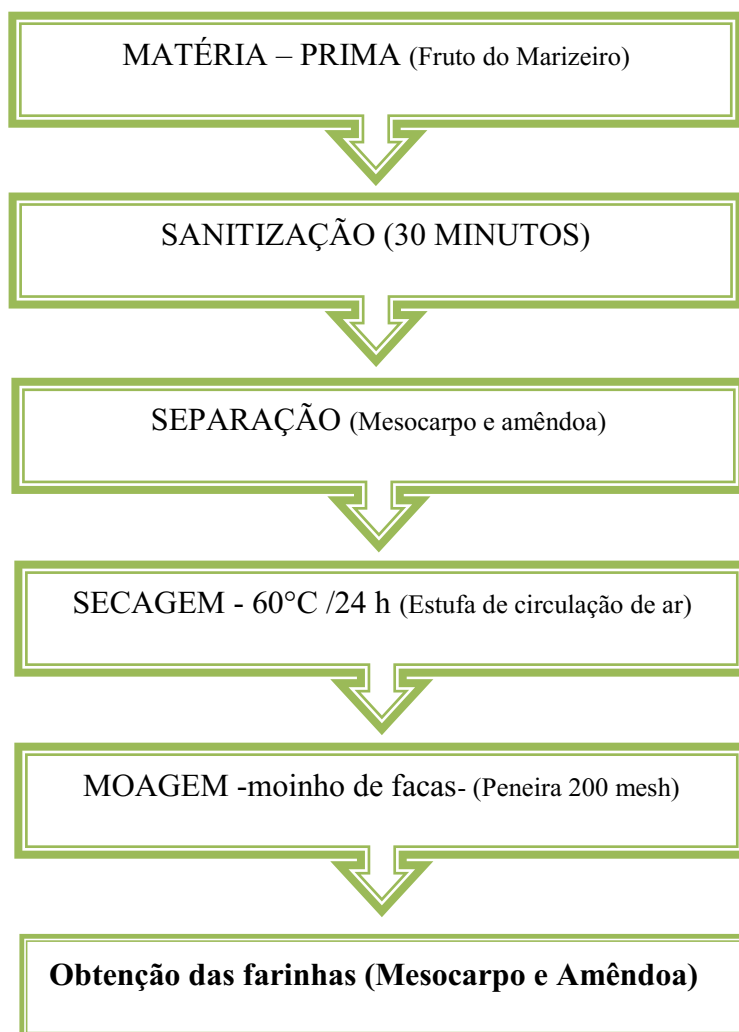 MATÉRIA – PRIMA (Fruto do Marizeiro)
SANITIZAÇÃO (30 MINUTOS)
SEPARAÇÃO (Mesocarpo e amêndoa)
SECAGEM - 60°C /24 h (Estufa de circulação de ar)
MOAGEM -moinho de facas- (Peneira 200 mesh)
Obtenção das farinhas (Mesocarpo e Amêndoa)